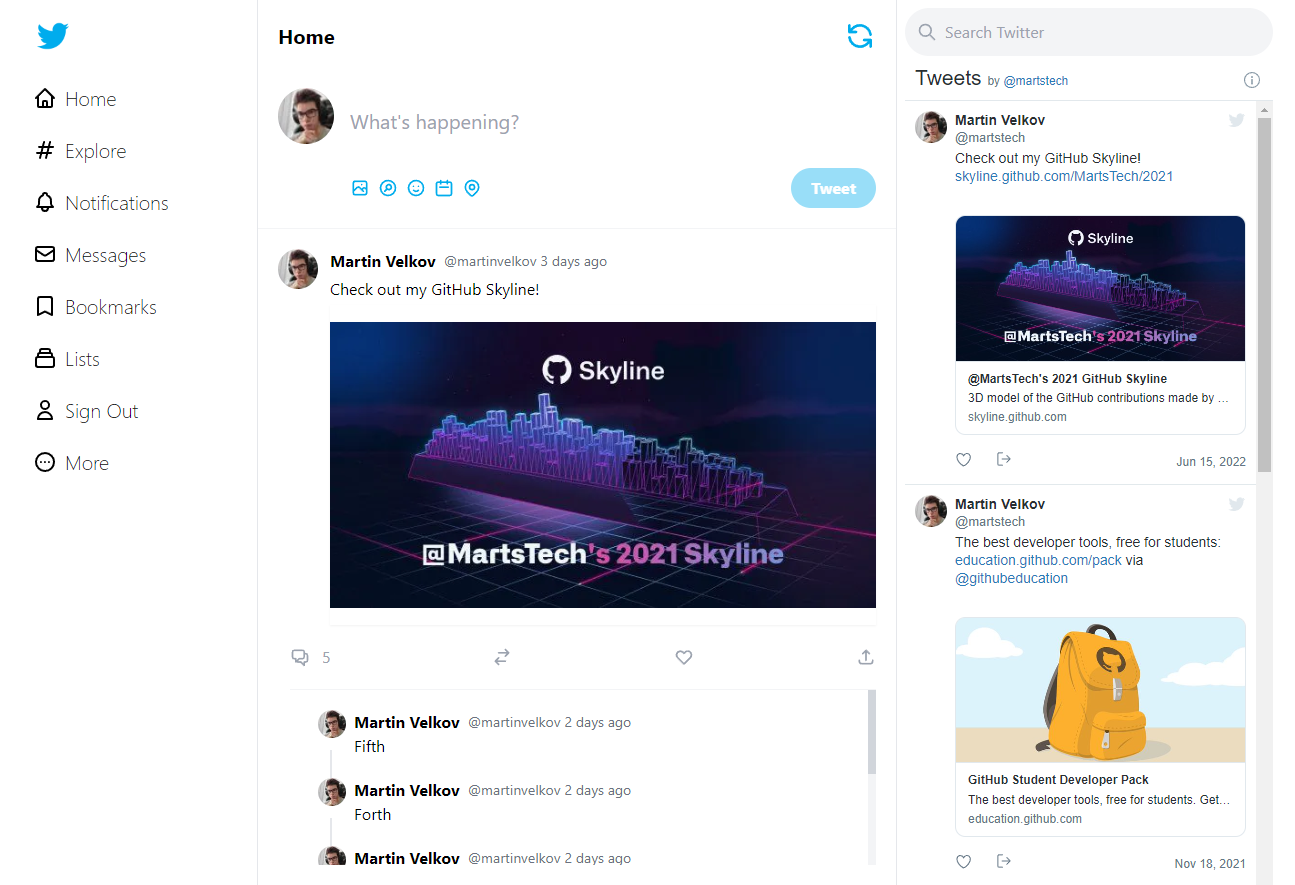 Home
Explore
Notifications
Messages
Bookmarks
Lists
Sign Out
More
Home
What's happening?
Tweet
Martin Velkov @martinvelkov 3 days ago
Check out my GitHub Skyline!
Skyline
@MartsTech's 2021 Skyline
5
Martin Velkov @martinvelkov 2 days ago
Fifth
Martin Velkov @martinvelkov 2 days ago
Forth
Martin Velkov @martinvelkov 2 days ago
Search Twitter
Tweets by @martstech
Martin Velkov
@martstech
Check out my GitHub Skyline!
skyline.github.com/MartsTech/2021
Skyline
@MartsTech's 2021 Skyline
@MartsTech's 2021 GitHub Skyline
3D model of the GitHub contributions made by ...
skyline.github.com
Jun 15, 2022
Martin Velkov
@martstech
The best developer tools, free for students:
education.github.com/pack via
@githubeducation
GitHub Student Developer Pack
The best developer tools, free for students. Get...
education.github.com
Nov 18, 2021